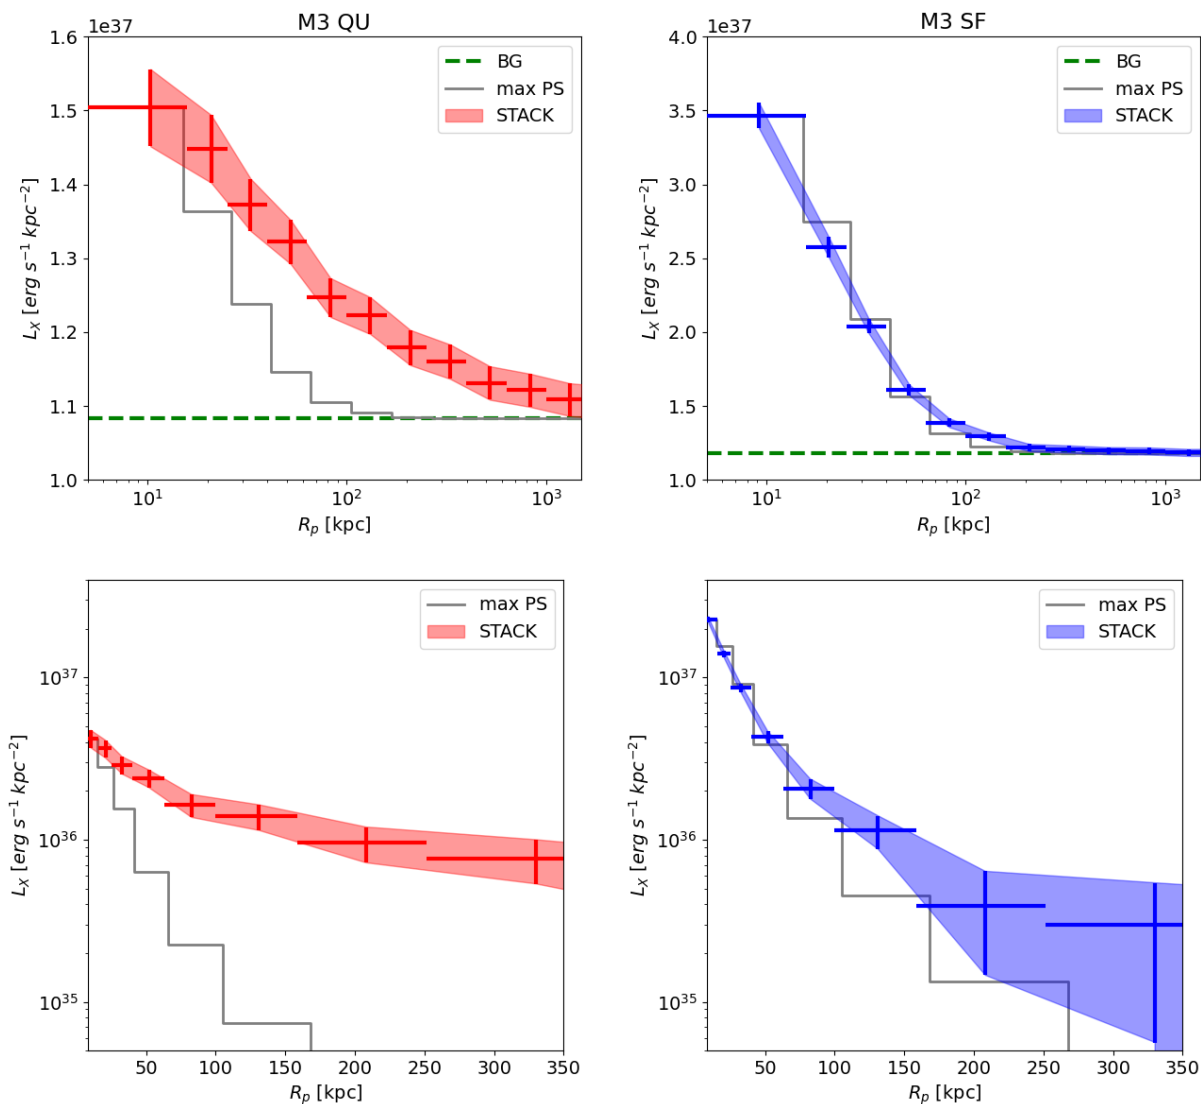 M3 QU
1e37
1.6
1.5
1.4
1.3
1.2
1.1
1.0
L_X [erg s^{-1} kpc^{-2}]
BG
max PS
STACK
10^1
10^2
10^3
R_p [kpc]
M3 SF
1e37
4.0
3.5
3.0
2.5
2.0
1.5
1.0
L_X [erg s^{-1} kpc^{-2}]
BG
max PS
STACK
10^1
10^2
10^3
R_p [kpc]
max PS
STACK
10^{37}
10^{36}
10^{35}
L_X [erg s^{-1} kpc^{-2}]
50 100 150 200 250 300 350
R_p [kpc]
max PS
STACK
10^{37}
10^{36}
10^{35}
L_X [erg s^{-1} kpc^{-2}]
50 100 150 200 250 300 350
R_p [kpc]